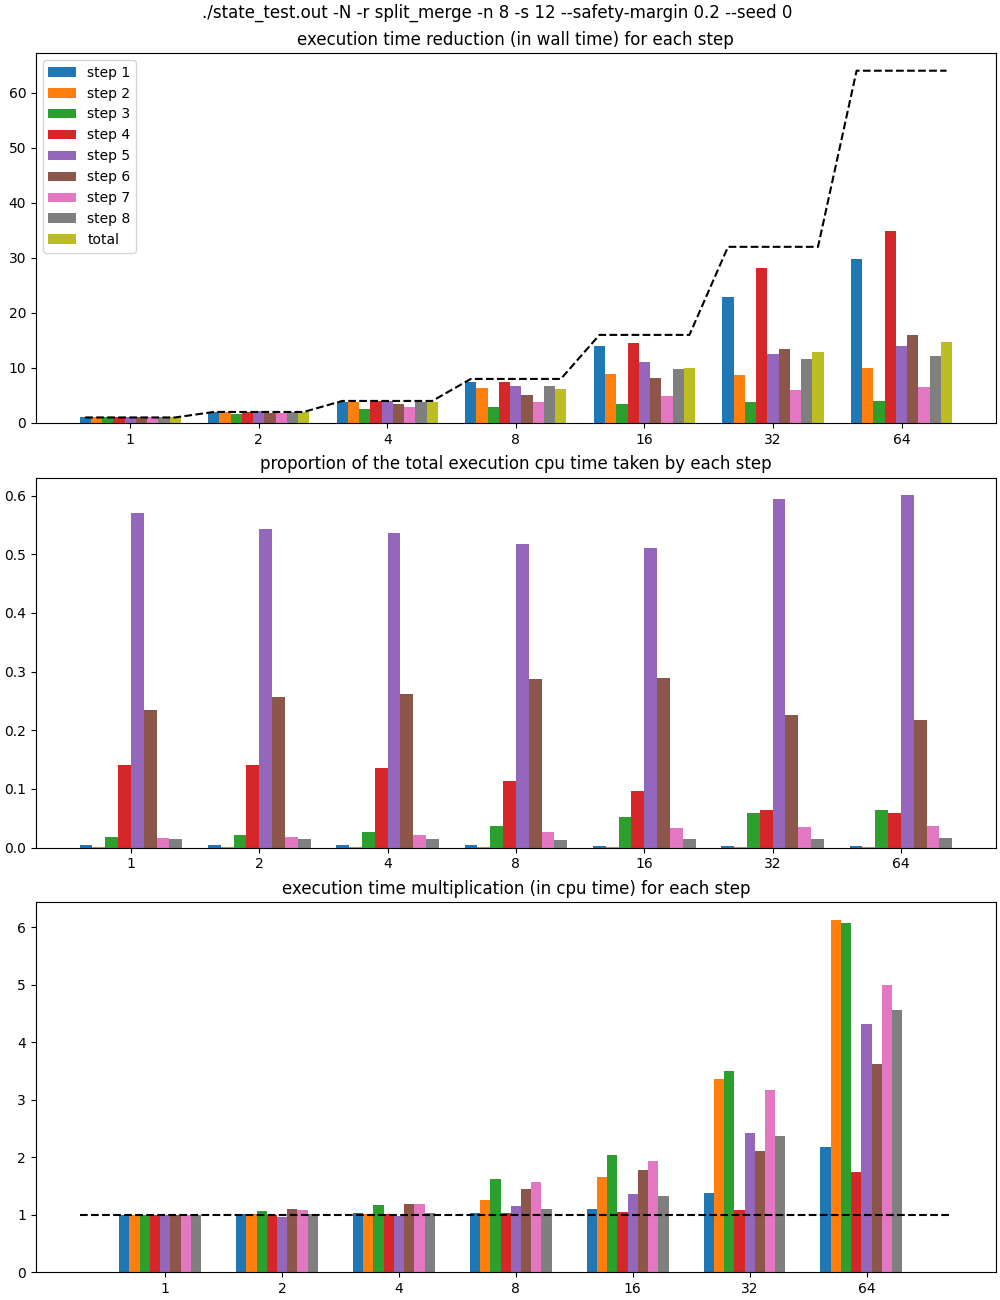 ./state_test.out -N -r split_merge -n 8 -s 12 --safety-margin 0.2 --seed 0
execution time reduction (in wall time) for each step
step 1
step 2
step 3
step 4
step 5
step 6
step 7
step 8
total
60
50
40
30
20
10
0
1 2 4 8 16 32 64
proportion of the total execution cpu time taken by each step
0.6
0.5
0.4
0.3
0.2
0.1
0.0
1 2 4 8 16 32 64
execution time multiplication (in cpu time) for each step
6
5
4
3
2
1
0
1 2 4 8 16 32 64